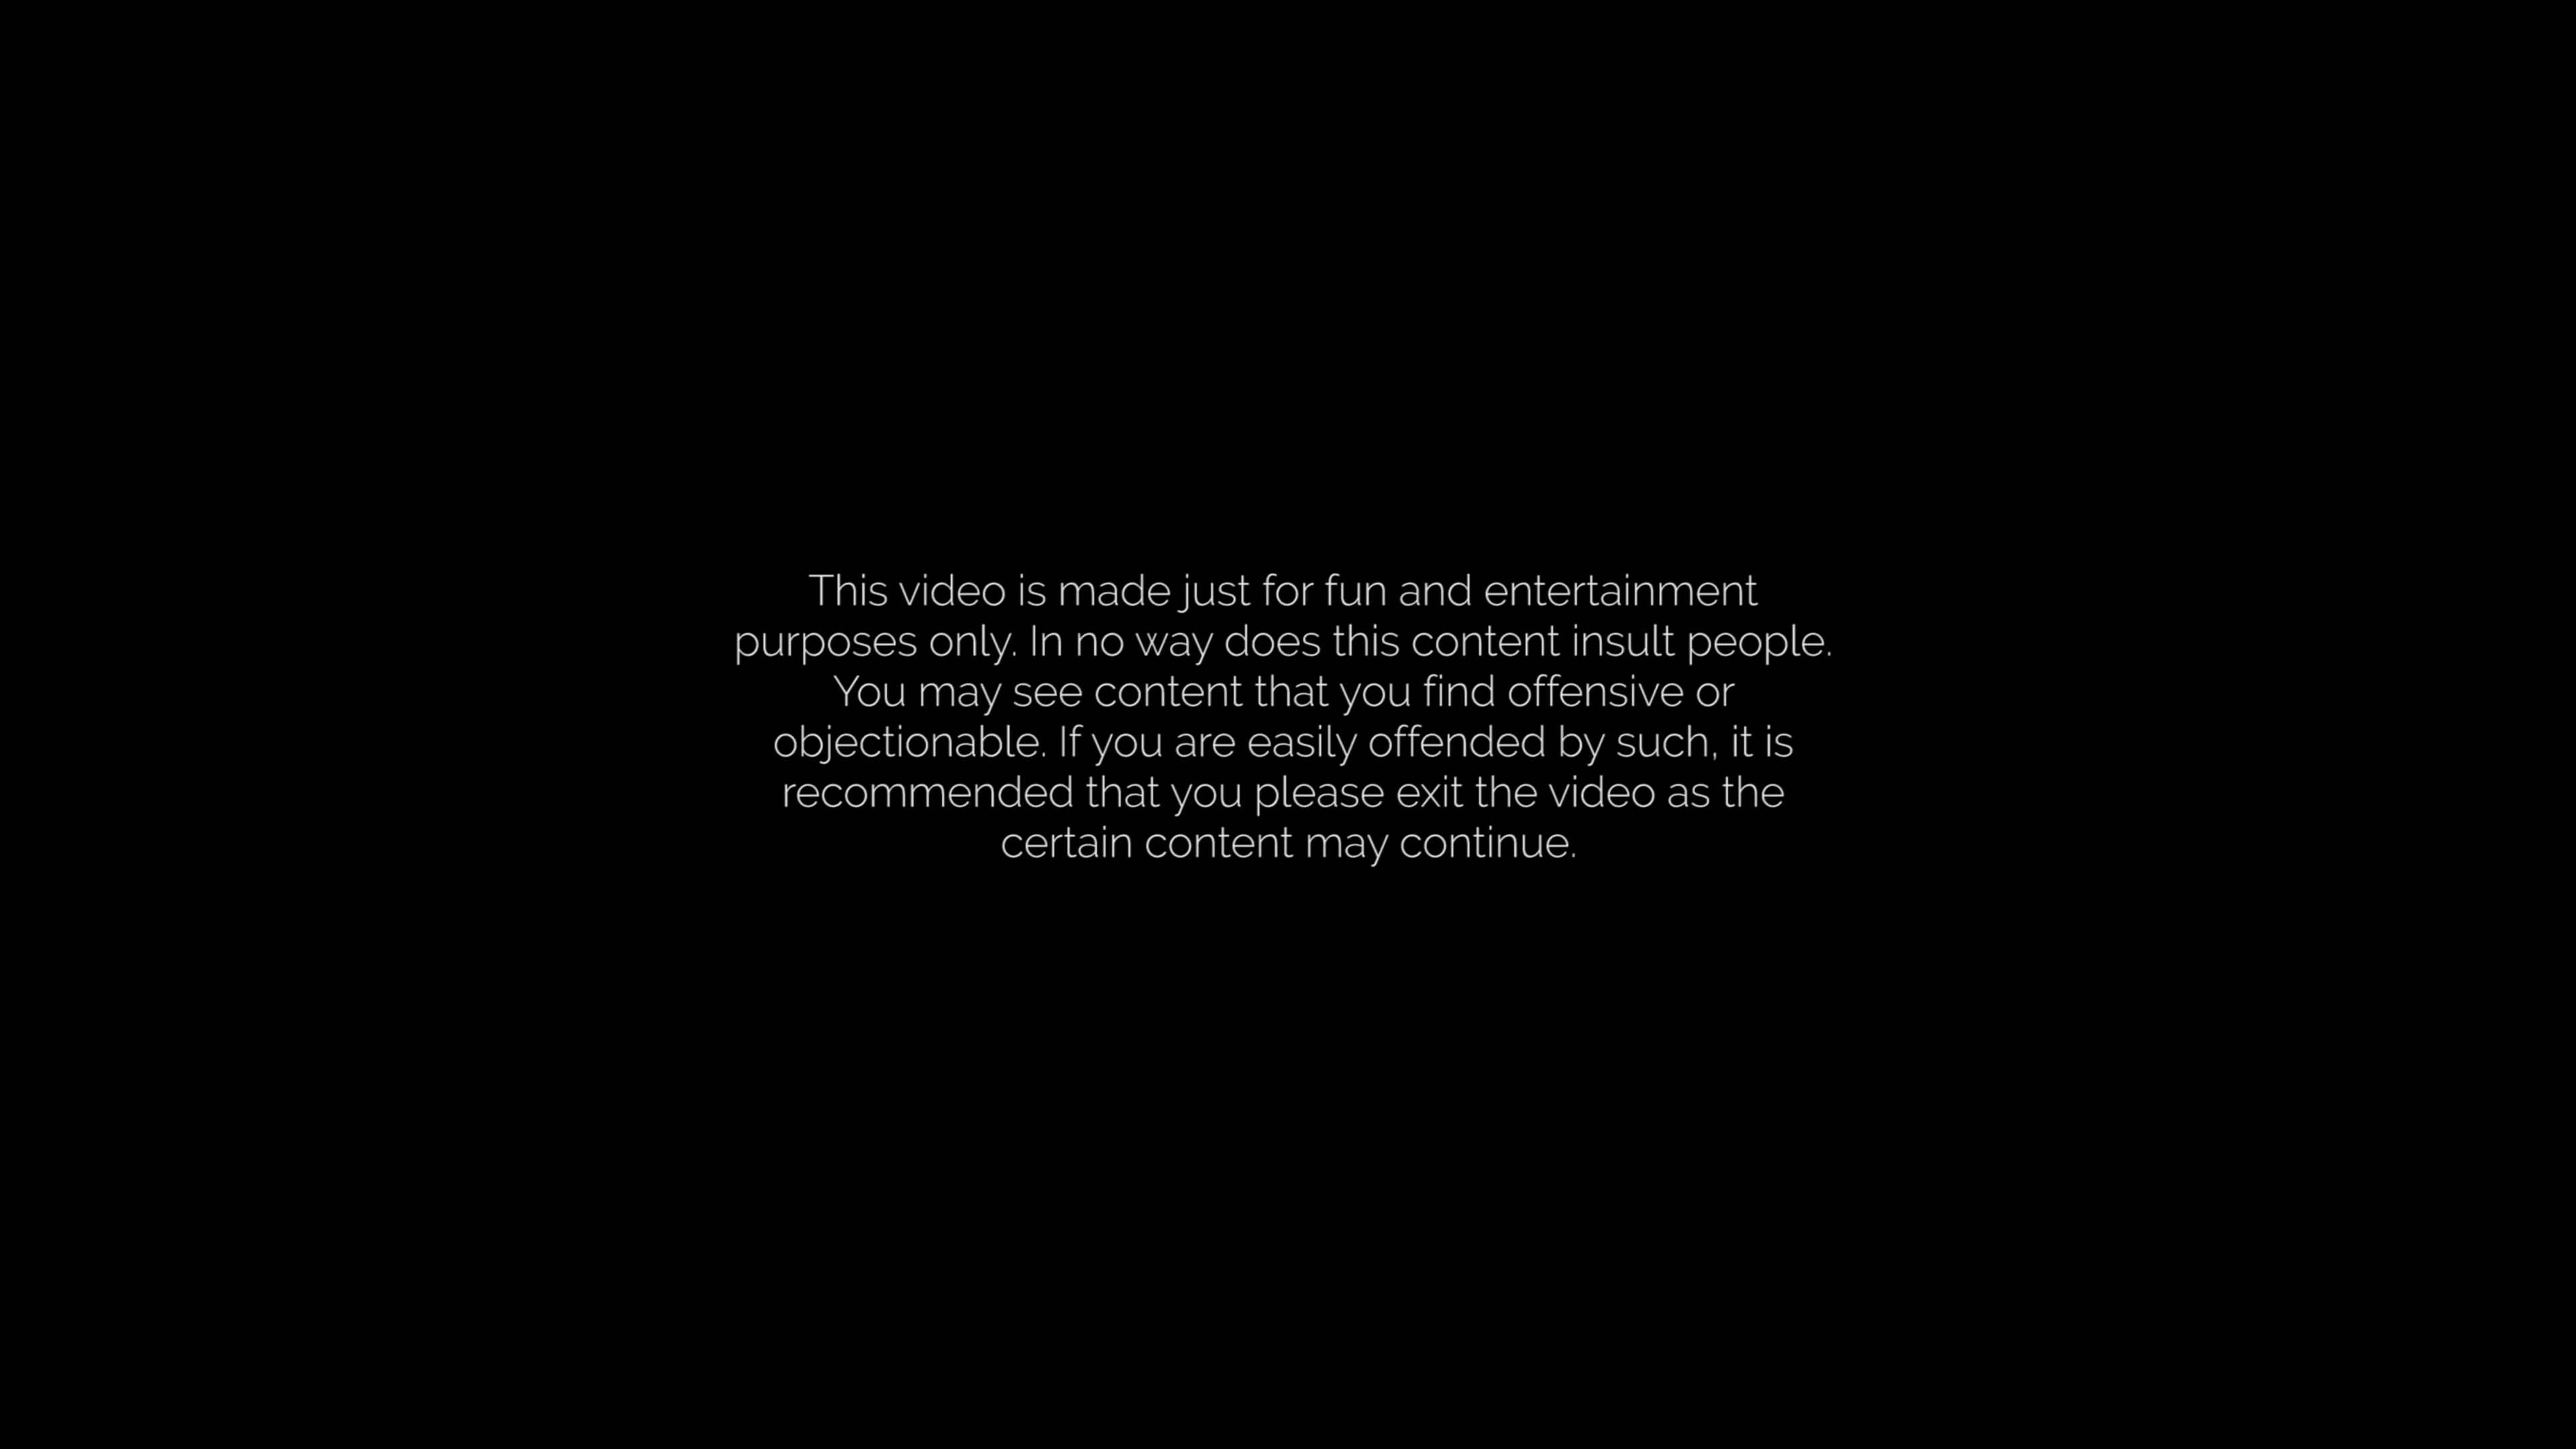 This video is made just for fun and entertainment
purposes only. In no way does this content insult people.
You may see content that you find offensive or
objectionable. If you are easily offended by such, it is
recommended that you please exit the video as the
certain content may continue.